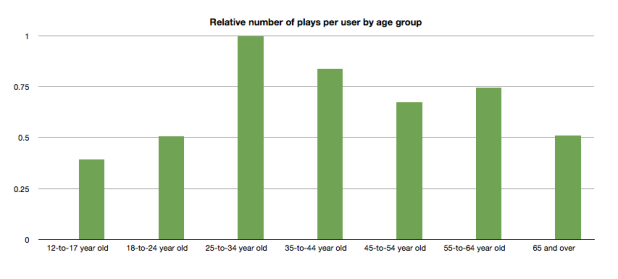 Relative number of plays per user by age group
1
0.75
0.5
0.25
0
12-to-17 year old 18-to-24 year old 25-to-34 year old 35-to-44 year old 45-to-54 year old 55-to-64 year old 65 and over